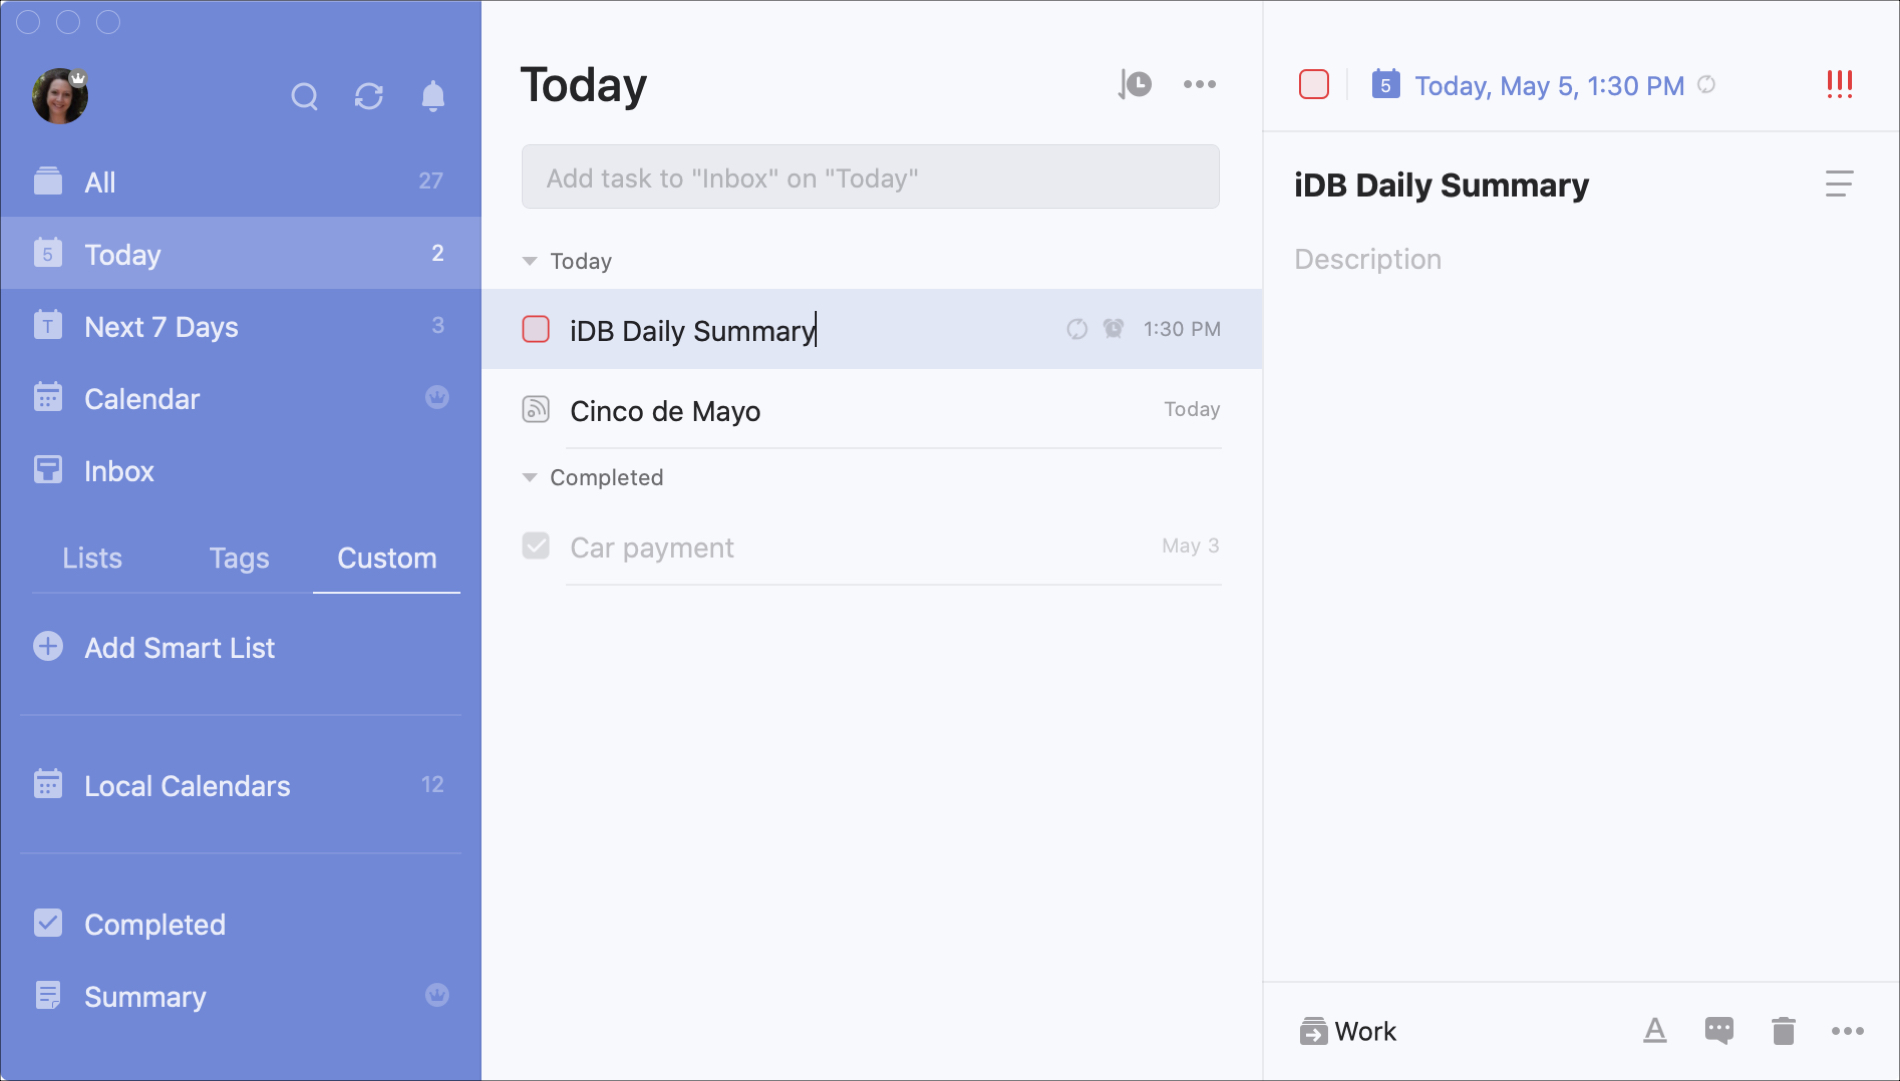 All 27
5 Today 2
T Next 7 Days 3
Calendar
Inbox
Lists Tags Custom
Add Smart List
Local Calendars 12
Completed
Summary
Today
Add task to "Inbox" on "Today"
Today
iDB Daily Summary 1:30 PM
Cinco de Mayo Today
Completed
Car payment May 3
5 Today, May 5, 1:30 PM !!!
iDB Daily Summary
Description
Work A